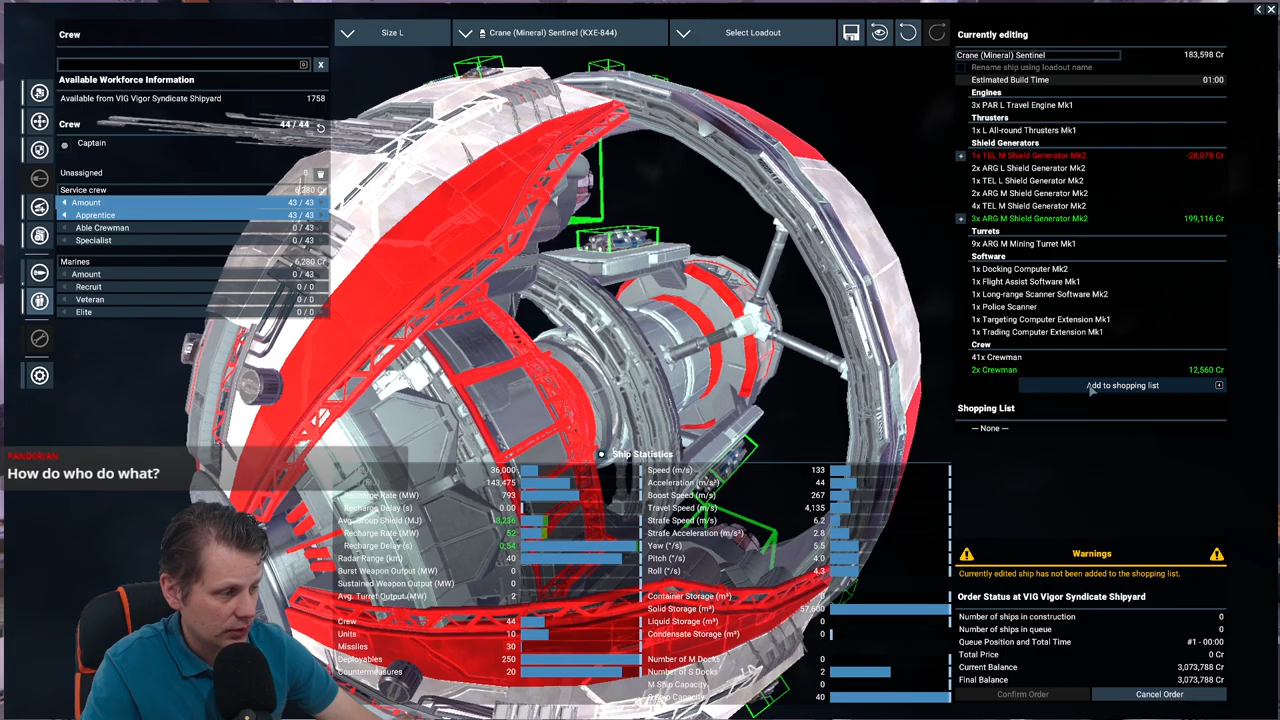 Crew
X
Available Workforce Information
Available from VIG Vigor Syndicate Shipyard 1758
Crew 44 / 44
Captain
Unassigned 0
Service crew 6,280 Cr
Amount 43 / 43
Apprentice 43 / 43
Able Crewman 0 / 43
Specialist 0 / 43
Marines 6,280 Cr
Amount 0 / 43
Recruit 0 / 0
Veteran 0 / 0
Elite 0 / 0
Size L
Crane (Mineral) Sentinel (KXE-844)
Select Loadout
PANDORIAN
How do who do what?
Ship Statistics
36,000
143,475
Recharge Rate (MW) 793
Recharge Delay (s) 0.00
Avg. Group Shield (MJ) 3,236
Recharge Rate (MW) 52
Recharge Delay (s) 0.54
Radar Range (km) 40
Burst Weapon Output (MW) 0
Sustained Weapon Output (MW) 0
Avg. Turret Output (MW) 2
Crew 44
Units 10
Missiles 30
Deployables 250
Countermeasures 20
Speed (m/s) 133
Acceleration (m/s²) 44
Boost Speed (m/s) 267
Travel Speed (m/s) 4,135
Strafe Speed (m/s) 6.2
Strafe Acceleration (m/s²) 2.8
Yaw (°/s) 5.5
Pitch (°/s) 4.0
Roll (°/s) 4.3
Container Storage (m³) 0
Solid Storage (m³) 57,600
Liquid Storage (m³) 0
Condensate Storage (m³) 0
Number of M Docks 0
Number of S Docks 2
M Ship Capacity 0
Capacity 40
Currently editing
Crane (Mineral) Sentinel 183,598 Cr
Rename ship using loadout name
Estimated Build Time 01:00
Engines
3x PAR L Travel Engine Mk1
Thrusters
1x L All-round Thrusters Mk1
Shield Generators
1x TEL M Shield Generator Mk2 -28,078 Cr
2x ARG L Shield Generator Mk2
1x TEL L Shield Generator Mk2
2x ARG M Shield Generator Mk2
4x TEL M Shield Generator Mk2
3x ARG M Shield Generator Mk2 199,116 Cr
Turrets
9x ARG M Mining Turret Mk1
Software
1x Docking Computer Mk2
1x Flight Assist Software Mk1
1x Long-range Scanner Software Mk2
1x Police Scanner
1x Targeting Computer Extension Mk1
1x Trading Computer Extension Mk1
Crew
41x Crewman
2x Crewman 12,560 Cr
Add to shopping list
Shopping List
— None —
Warnings
Currently edited ship has not been added to the shopping list.
Order Status at VIG Vigor Syndicate Shipyard
Number of ships in construction 0
Number of ships in queue 0
Queue Position and Total Time #1 - 00:00
Total Price 0 Cr
Current Balance 3,073,788 Cr
Final Balance 3,073,788 Cr
Confirm Order
Cancel Order